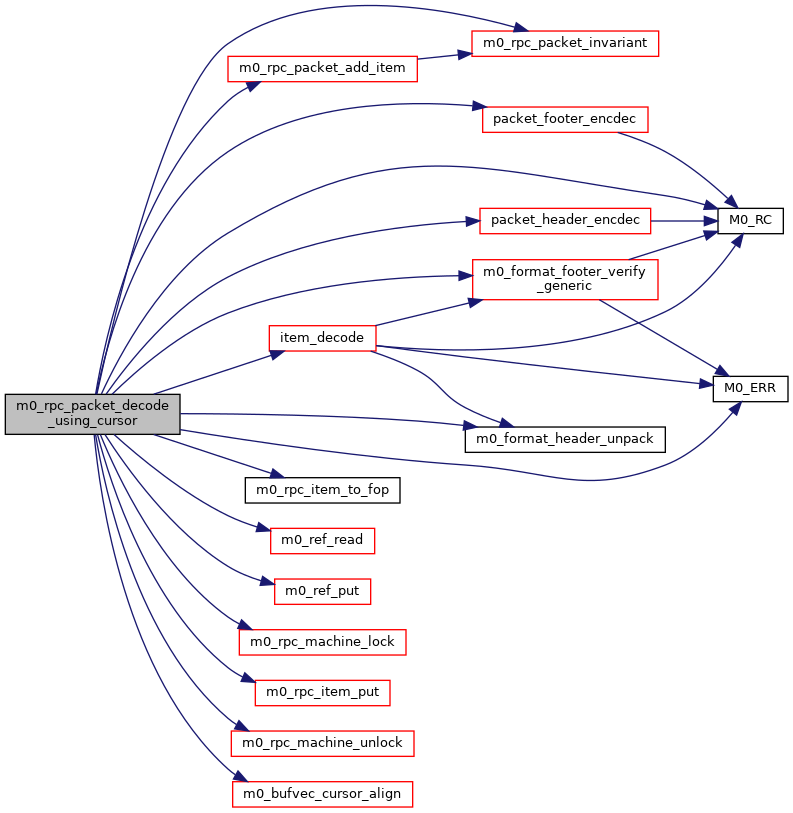 m0_rpc_packet_invariant
m0_rpc_packet_add_item
packet_footer_encdec
M0_RC
packet_header_encdec
m0_format_footer_verify
_generic
item_decode
M0_ERR
m0_rpc_packet_decode
_using_cursor
m0_format_header_unpack
m0_rpc_item_to_fop
m0_ref_read
m0_ref_put
m0_rpc_machine_lock
m0_rpc_item_put
m0_rpc_machine_unlock
m0_bufvec_cursor_align